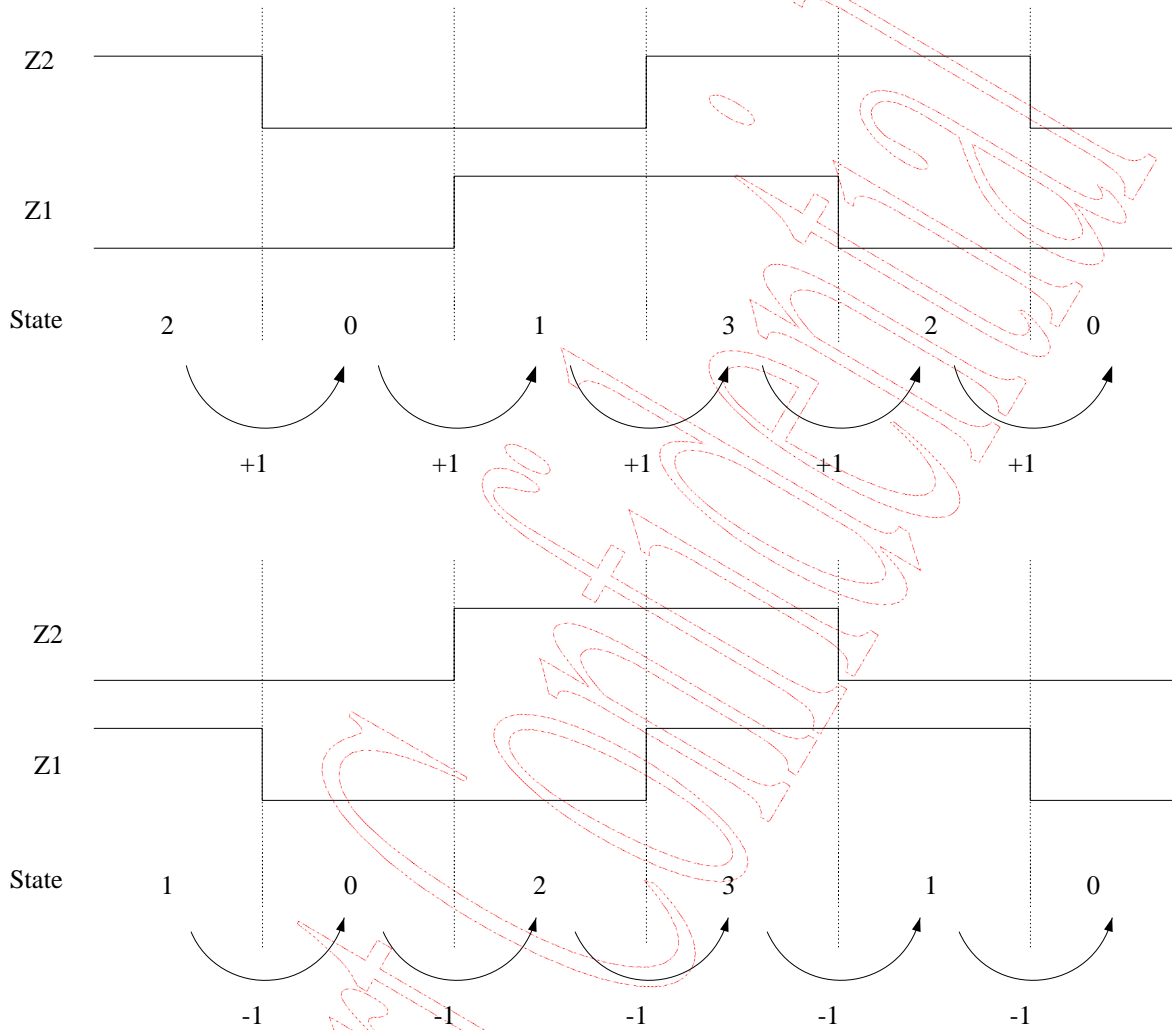 Z2
Z1
State 2 0 1 3 2 0
+1 +1 +1 +1 +1
Z2
Z1
State 1 0 2 3 1 0
-1 -1 -1 -1 -1
Confidential